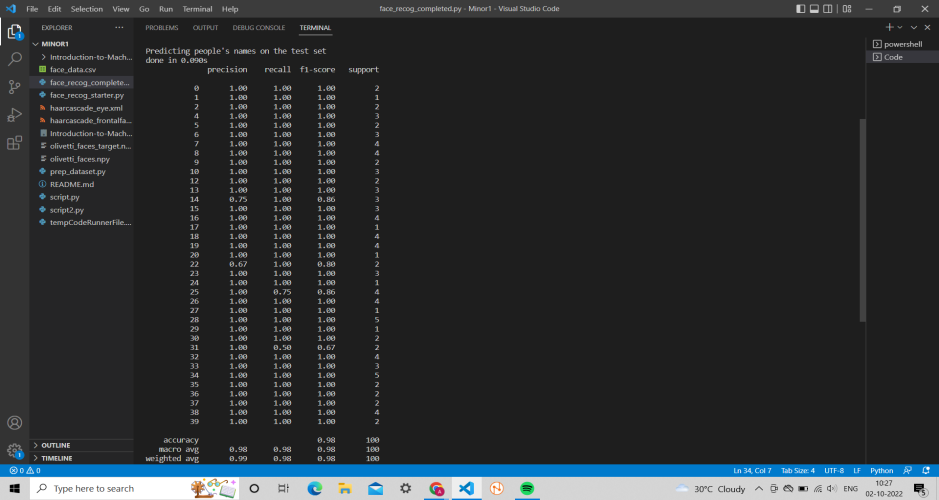 File Edit Selection View Go Run Terminal Help
face_recog_completed.py - Minor1 - Visual Studio Code
EXPLORER
MINOR1
Introduction-to-Mach...
face_data.csv
face_recog_complete...
face_recog_starter.py
haarcascade_eye.xml
haarcascade_frontalfa...
Introduction-to-Mach...
olivetti_faces_target.n...
olivetti_faces.npy
prep_dataset.py
README.md
script.py
script2.py
tempCodeRunnerFile....
OUTLINE
TIMELINE
PROBLEMS OUTPUT DEBUG CONSOLE TERMINAL
powershell
Code
Predicting people's names on the test set
done in 0.090s
precision recall f1-score support
0 1.00 1.00 1.00 2
1 1.00 1.00 1.00 1
2 1.00 1.00 1.00 2
4 1.00 1.00 1.00 3
5 1.00 1.00 1.00 2
6 1.00 1.00 1.00 3
7 1.00 1.00 1.00 4
8 1.00 1.00 1.00 4
9 1.00 1.00 1.00 2
10 1.00 1.00 1.00 3
12 1.00 1.00 1.00 2
13 1.00 1.00 1.00 3
14 0.75 1.00 0.86 3
15 1.00 1.00 1.00 3
16 1.00 1.00 1.00 4
17 1.00 1.00 1.00 1
18 1.00 1.00 1.00 4
19 1.00 1.00 1.00 4
20 1.00 1.00 1.00 1
22 0.67 1.00 0.80 2
23 1.00 1.00 1.00 3
24 1.00 1.00 1.00 1
25 1.00 0.75 0.86 4
26 1.00 1.00 1.00 4
27 1.00 1.00 1.00 1
28 1.00 1.00 1.00 5
29 1.00 1.00 1.00 1
30 1.00 1.00 1.00 2
31 1.00 0.50 0.67 2
32 1.00 1.00 1.00 4
33 1.00 1.00 1.00 3
34 1.00 1.00 1.00 5
35 1.00 1.00 1.00 2
36 1.00 1.00 1.00 2
37 1.00 1.00 1.00 2
38 1.00 1.00 1.00 4
39 1.00 1.00 1.00 2
accuracy 0.98 100
macro avg 0.98 0.98 0.98 100
weighted avg 0.99 0.98 0.98 100
0 0 Ln 34, Col 7 Tab Size: 4 UTF-8 LF Python
Type here to search
30°C Cloudy
ENG
10:27
02-10-2022
5